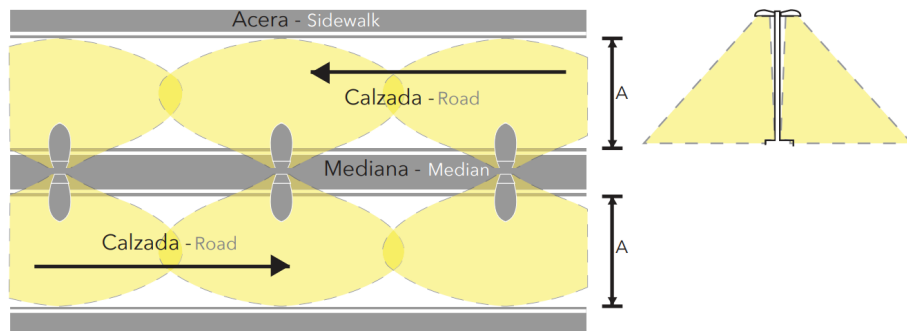 Acera - Sidewalk
Calzada - Road
A
Mediana - Median
Calzada - Road
A